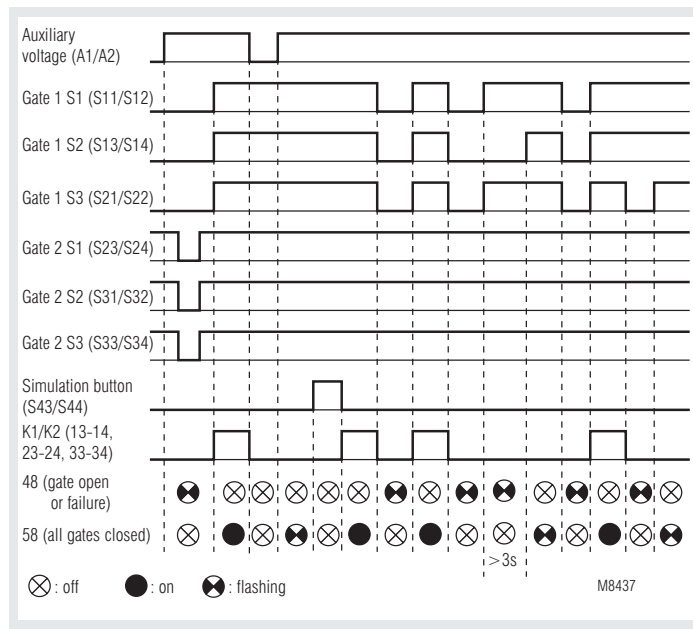 Auxiliary
voltage (A1/A2)
Gate 1 S1 (S11/S12)
Gate 1 S2 (S13/S14)
Gate 1 S3 (S21/S22)
Gate 2 S1 (S23/S24)
Gate 2 S2 (S31/S32)
Gate 2 S3 (S33/S34)
Simulation button
(S43/S44)
K1/K2 (13-14,
23-24, 33-34)
48 (gate open
or failure)
58 (all gates closed)
>3s
: off : on : flashing M8437